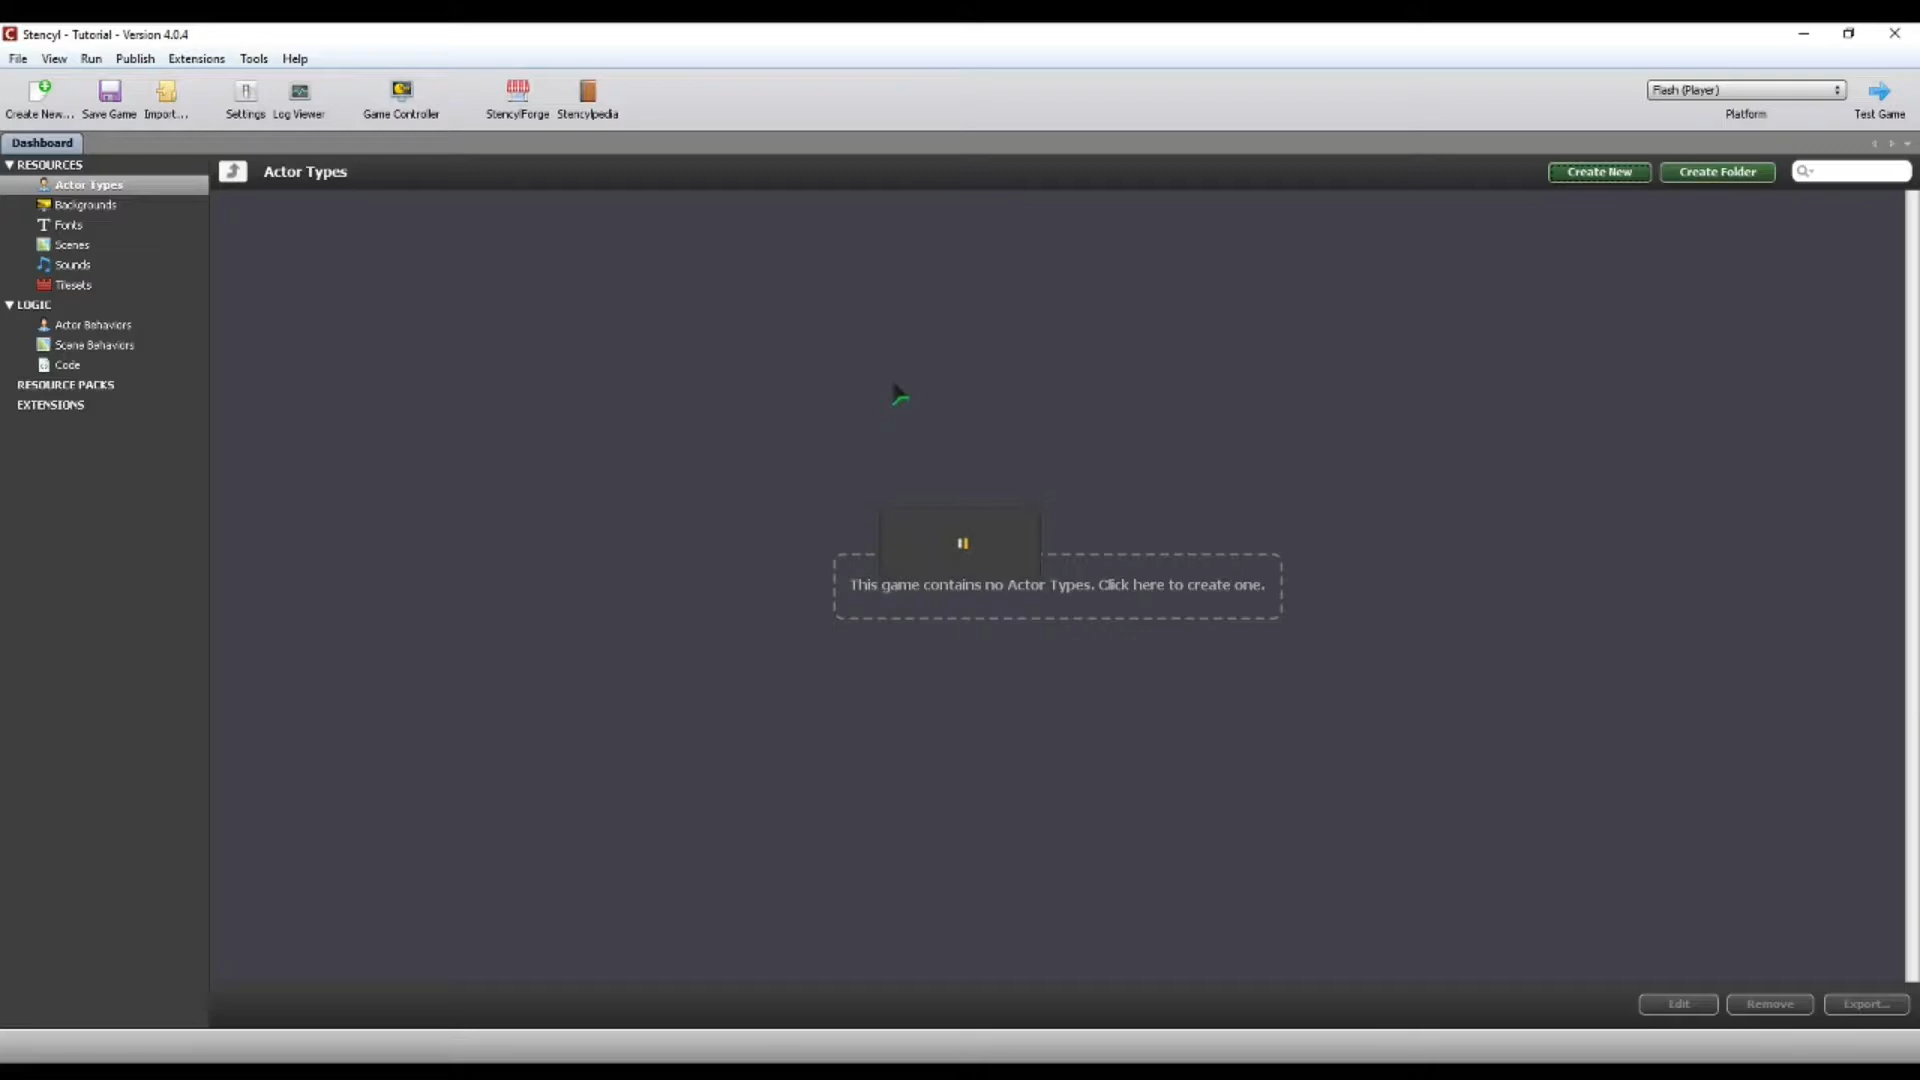 Stencyl - Tutorial - Version 4.0.4
File View Run Publish Extensions Tools Help
Create New... Save Game Import... Settings Log Viewer Game Controller StencylForge Stencylpedia
Flash (Player)
Platform
Test Game
Dashboard
RESOURCES
Actor Types
Backgrounds
Fonts
Scenes
Sounds
Tilesets
LOGIC
Actor Behaviors
Scene Behaviors
Code
RESOURCE PACKS
EXTENSIONS
Actor Types
Create New Create Folder
This game contains no Actor Types. Click here to create one.
Edit Remove Export...